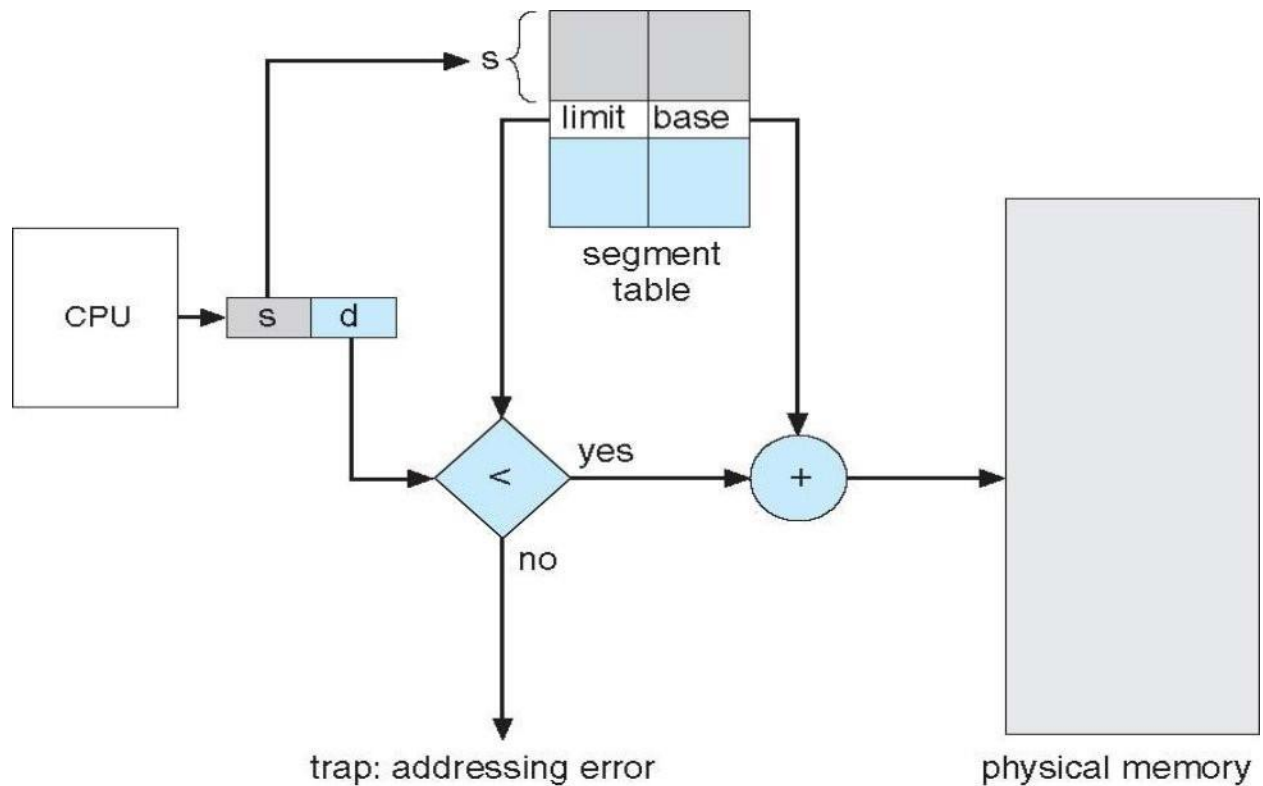 s
limit base
segment
table
CPU
s d
<
yes
+
no
trap: addressing error
physical memory